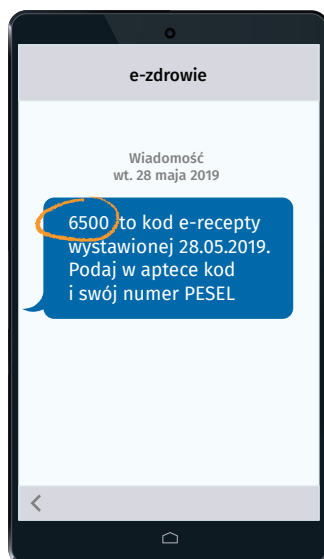 e-zdrowie
Wiadomość
wt. 28 maja 2019
6500 to kod e-recepty
wystawionej 28.05.2019.
Podaj w aptece kod
i swój numer PESEL